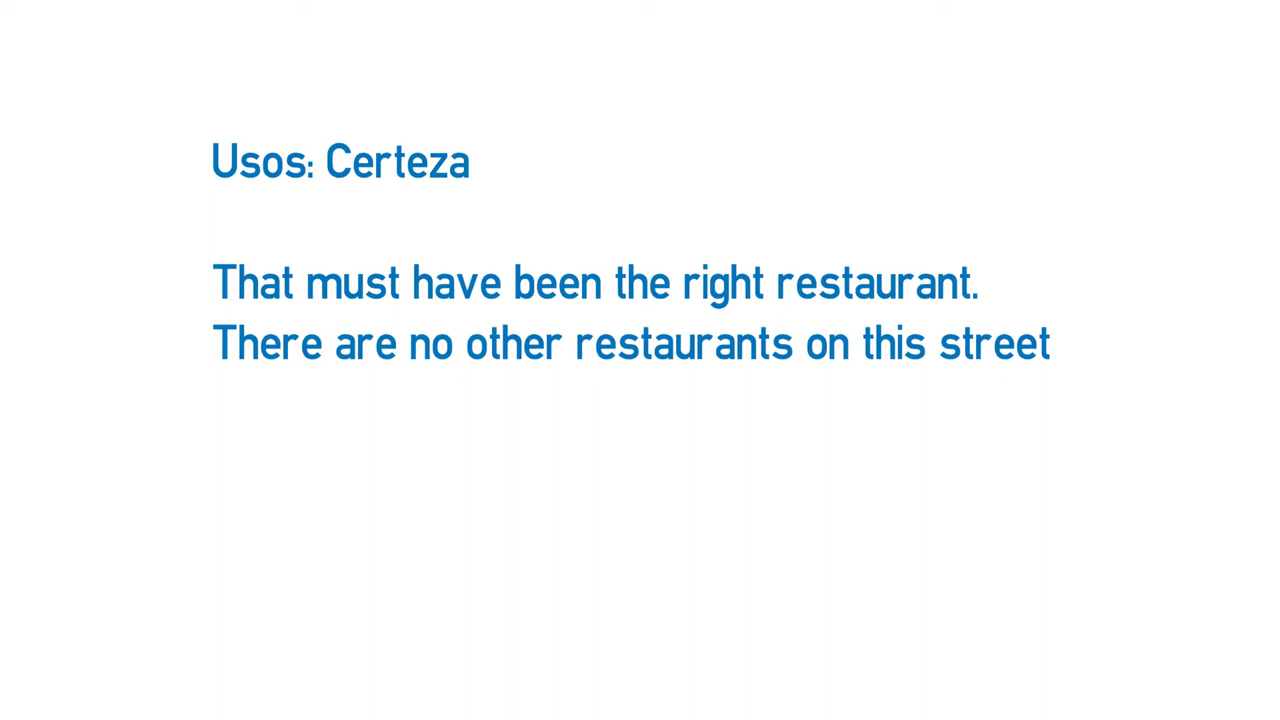 Usos: Certeza
That must have been the right restaurant.
There are no other restaurants on this street